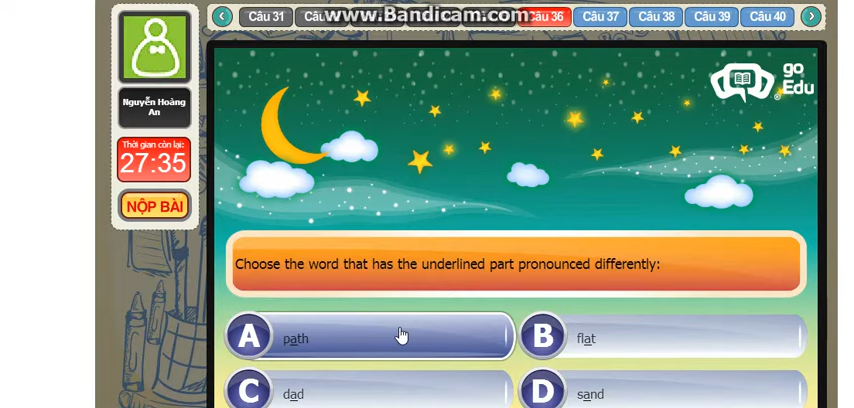 www.Bandicam.com
Câu 31
Câu 36
Câu 37
Câu 38
Câu 39
Câu 40
go
Edu
Nguyễn Hoàng
An
Thời gian còn lại:
27:35
NỘP BÀI
Choose the word that has the underlined part pronounced differently:
A path
B flat
C dad
D sand